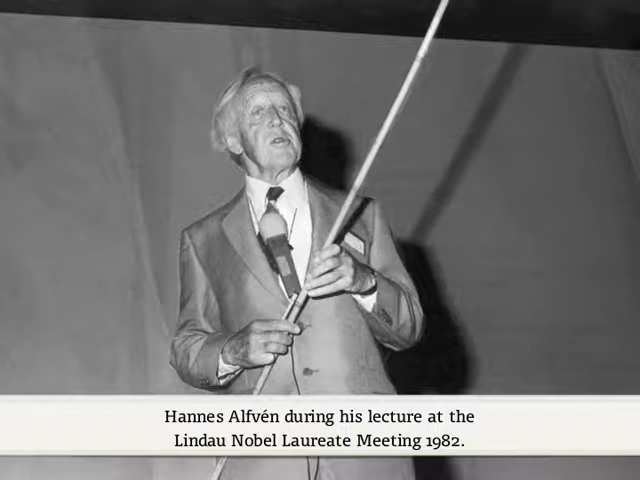 Hannes Alfvén during his lecture at the
Lindau Nobel Laureate Meeting 1982.